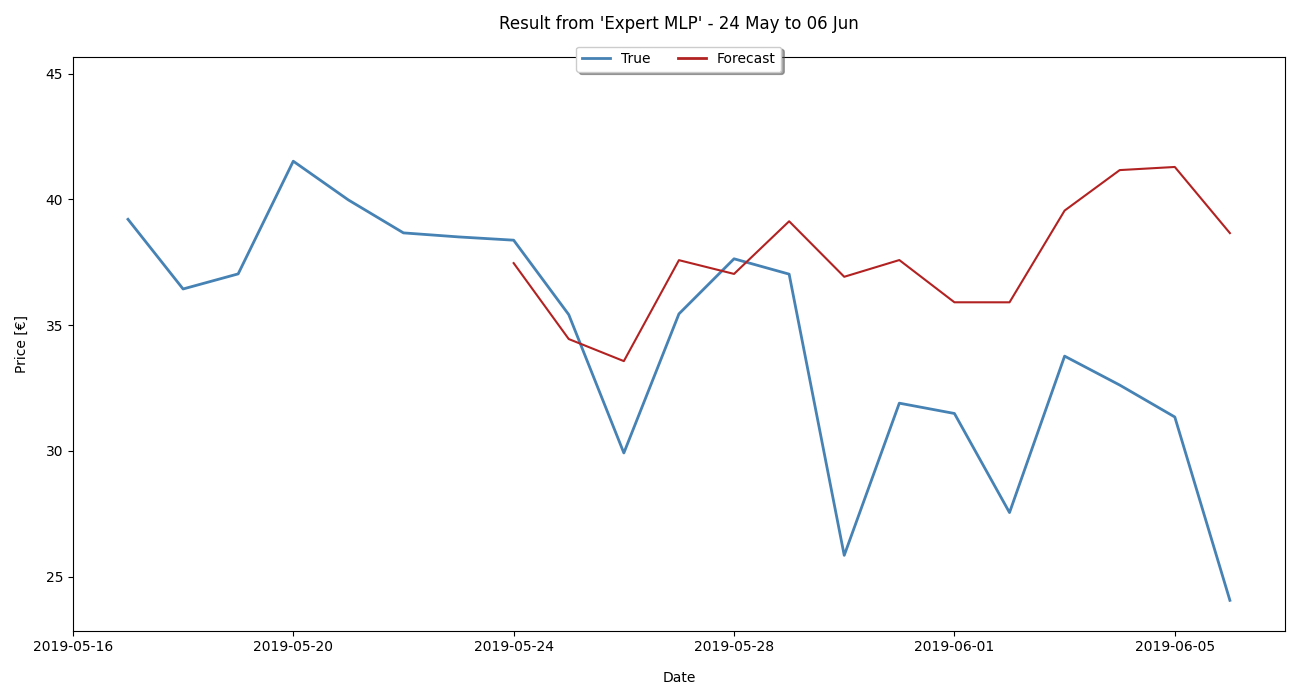 Result from 'Expert MLP' - 24 May to 06 Jun
True Forecast
45
40
35
30
25
Price [€]
2019-05-16 2019-05-20 2019-05-24 2019-05-28 2019-06-01 2019-06-05
Date